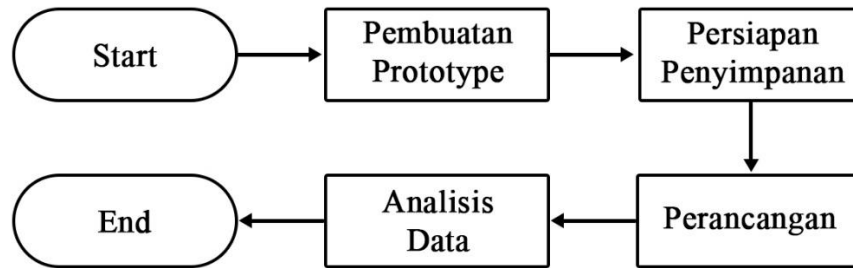 Start
Pembuatan
Prototype
Persiapan
Penyimpanan
Perancangan
Analisis
Data
End